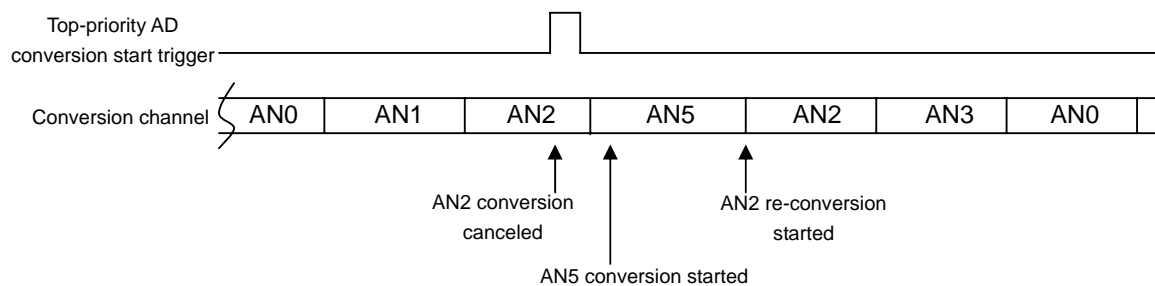 Top-priority AD
conversion start trigger
Conversion channel
AN0 AN1 AN2 AN5 AN2 AN3 AN0
AN2 conversion
canceled
AN2 re-conversion
started
AN5 conversion started